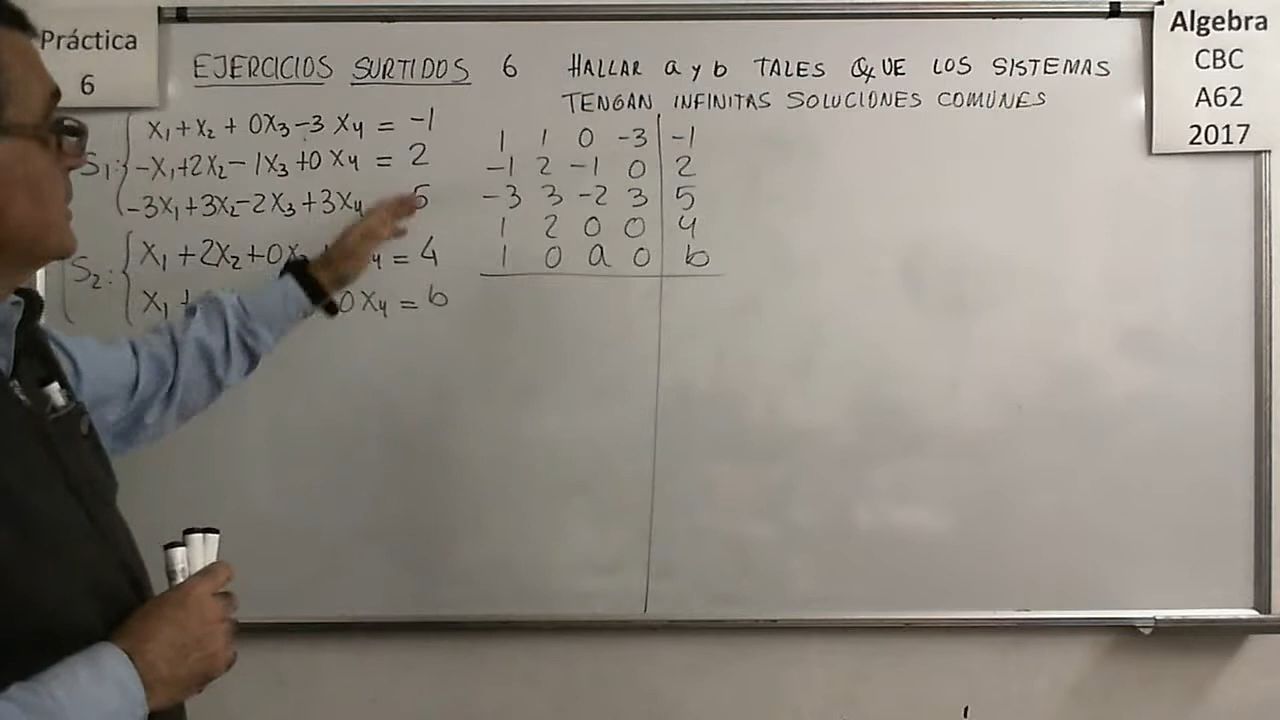 Práctica
6
Algebra
CBC
A62
2017
EJERCICIOS SURTIDOS 6 HALLAR a y b TALES QUE LOS SISTEMAS
TENGAN INFINITAS SOLUCIONES COMUNES
S1:
X1+X2+0X3-3X4=-1
-X1+2X2-1X3+0X4=2
-3X1+3X2-2X3+3X4 5
S2:
X1+2X2+0X 4=4
X1+ 0X4=b
1 1 0 -3 -1
-1 2 -1 0 2
-3 3 -2 3 5
1 2 0 0 4
1 0 a 0 b